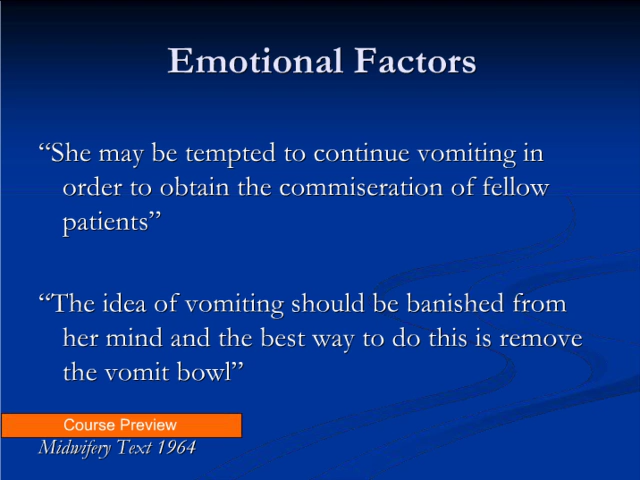 Emotional Factors
“She may be tempted to continue vomiting in
order to obtain the commiseration of fellow
patients”
“The idea of vomiting should be banished from
her mind and the best way to do this is remove
the vomit bowl”
Course Preview
Midwifery Text 1964